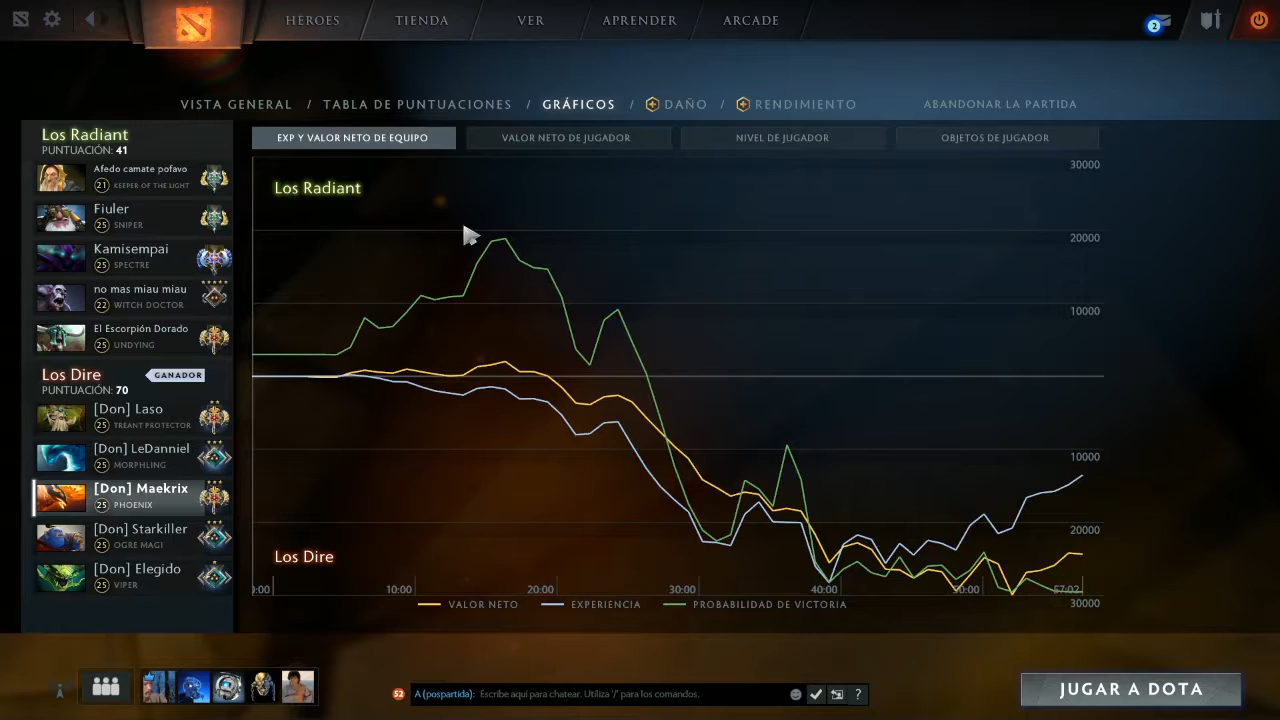 HÉROES
TIENDA
VER
APRENDER
ARCADE
2
VISTA GENERAL / TABLA DE PUNTUACIONES / GRÁFICOS / DAÑO / RENDIMIENTO
ABANDONAR LA PARTIDA
EXP Y VALOR NETO DE EQUIPO
VALOR NETO DE JUGADOR
NIVEL DE JUGADOR
OBJETOS DE JUGADOR
Los Radiant
PUNTUACIÓN: 41
Afedo camate pofavo
21 KEEPER OF THE LIGHT
Fiuler
25 SNIPER
Kamisempai
25 SPECTRE
no mas miau miau
22 WITCH DOCTOR
El Escorpión Dorado
25 UNDYING
Los Dire
GANADOR
PUNTUACIÓN: 70
[Don] Laso
25 TREANT PROTECTOR
[Don] LeDanniel
25 MORPHLING
[Don] Maekrix
25 PHOENIX
[Don] Starkiller
25 OGRE MAGI
[Don] Elegido
25 VIPER
Los Radiant
30000
20000
10000
10000
20000
30000
Los Dire
0:00
10:00
20:00
30:00
40:00
50:00
57:02
VALOR NETO
EXPERIENCIA
PROBABILIDAD DE VICTORIA
52
A (pospartida): Escribe aquí para chatear. Utiliza '/' para los comandos.
?
JUGAR A DOTA